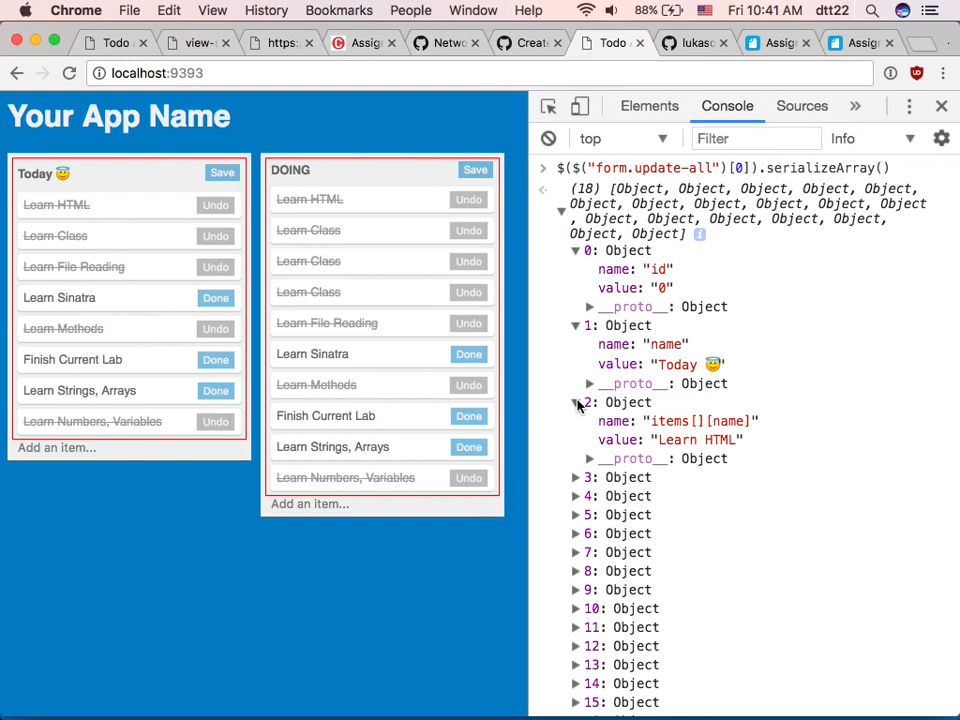 Chrome File Edit View History Bookmarks People Window Help 88% Fri 10:41 AM dtt22
Todo / view-s https: Assig Netwo Create Todo / lukaso Assig Assig
localhost:9393
Your App Name
Today 😇 Save
Learn HTML Undo
Learn Class Undo
Learn File Reading Undo
Learn Sinatra Done
Learn Methods Undo
Finish Current Lab Done
Learn Strings, Arrays Done
Learn Numbers, Variables Undo
Add an item...
DOING Save
Learn HTML Undo
Learn Class Undo
Learn Class Undo
Learn Class Undo
Learn File Reading Undo
Learn Sinatra Done
Learn Methods Undo
Finish Current Lab Done
Learn Strings, Arrays Done
Learn Numbers, Variables Undo
Add an item...
Elements Console Sources »
top Filter Info
> $($("form.update-all")[0]).serializeArray()
(18) [Object, Object, Object, Object, Object,
Object, Object, Object, Object, Object, Object
, Object, Object, Object, Object, Object,
Object, Object] i
▼0: Object
name: "id"
value: "0"
▶__proto__: Object
▼1: Object
name: "name"
value: "Today 😇"
▶__proto__: Object
▼2: Object
name: "items[][name]"
value: "Learn HTML"
▶__proto__: Object
▶3: Object
▶4: Object
▶5: Object
▶6: Object
▶7: Object
▶8: Object
▶9: Object
▶10: Object
▶11: Object
▶12: Object
▶13: Object
▶14: Object
▶15: Object